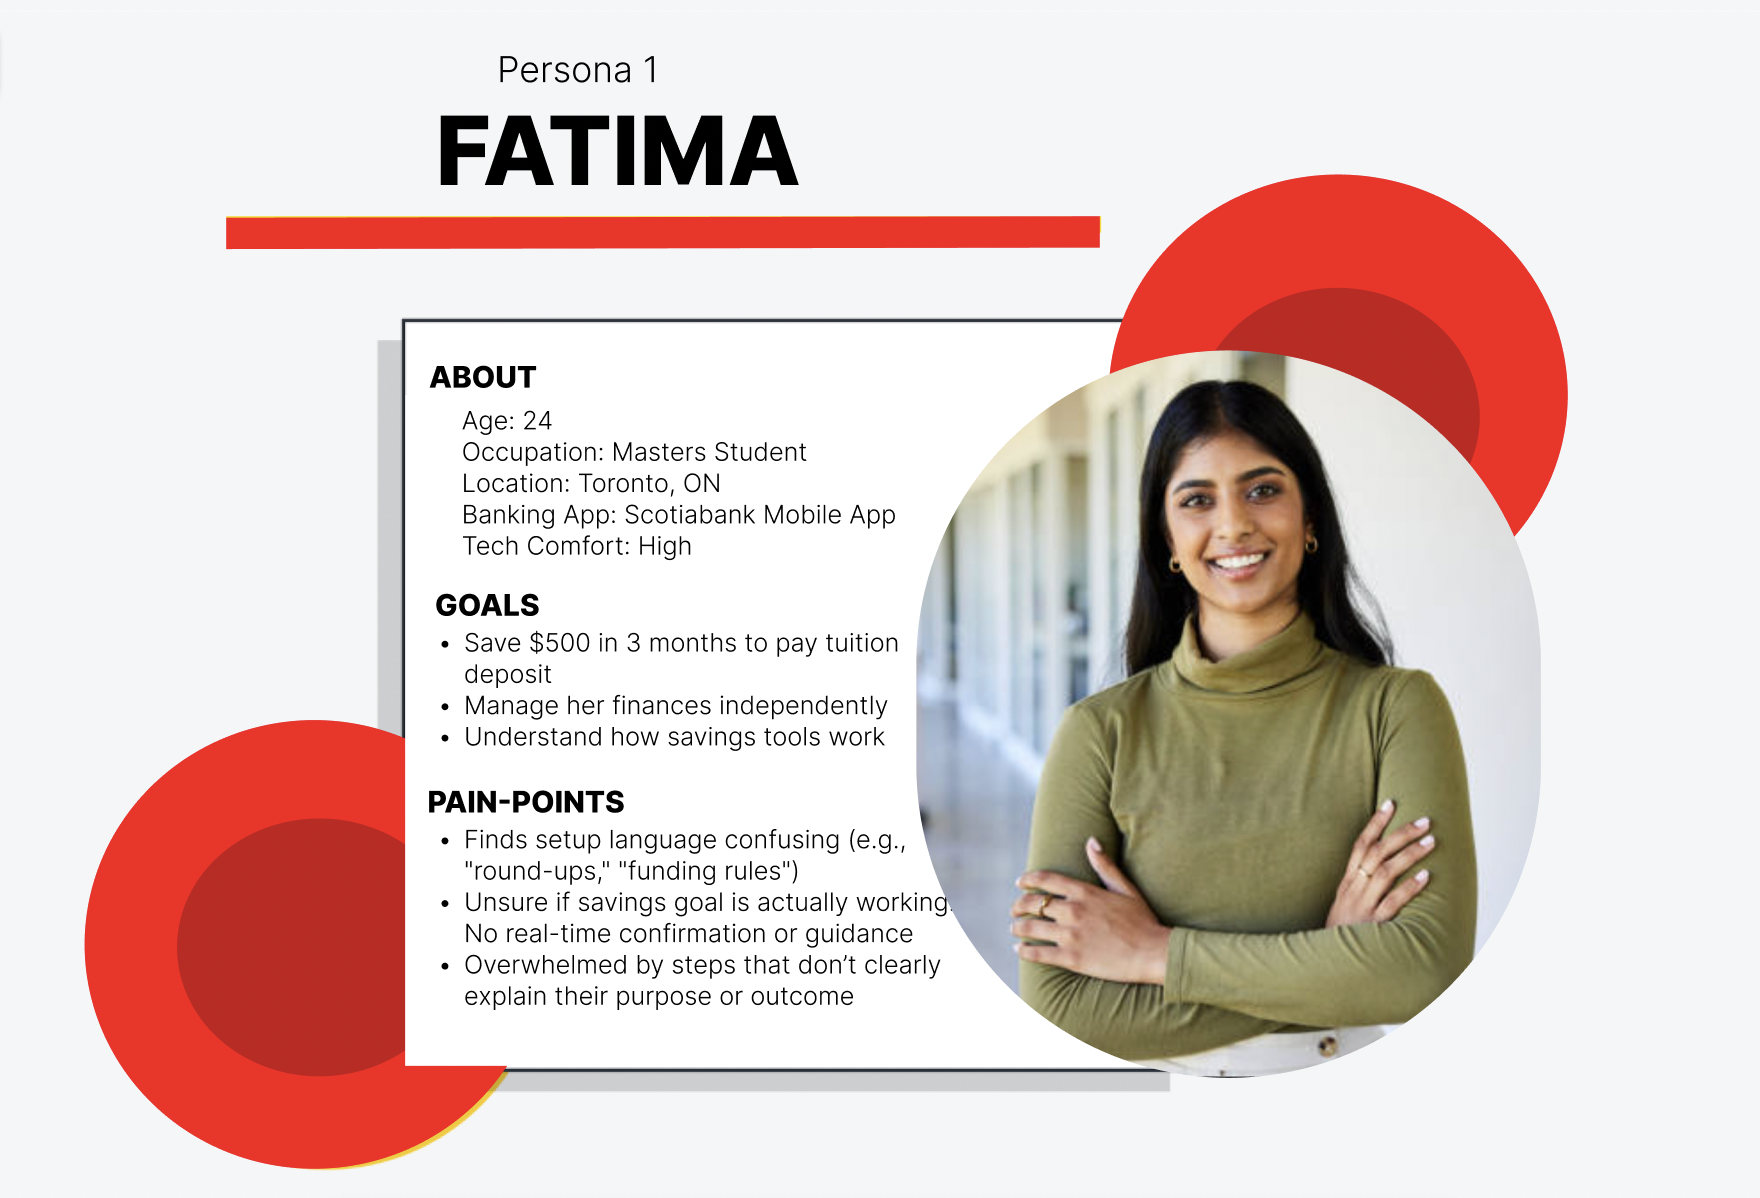 Persona 1
FATIMA
ABOUT
Age: 24
Occupation: Masters Student
Location: Toronto, ON
Banking App: Scotiabank Mobile App
Tech Comfort: High
GOALS
• Save $500 in 3 months to pay tuition
deposit
• Manage her finances independently
• Understand how savings tools work
PAIN-POINTS
• Finds setup language confusing (e.g.,
"round-ups," "funding rules")
• Unsure if savings goal is actually working.
No real-time confirmation or guidance
• Overwhelmed by steps that don’t clearly
explain their purpose or outcome